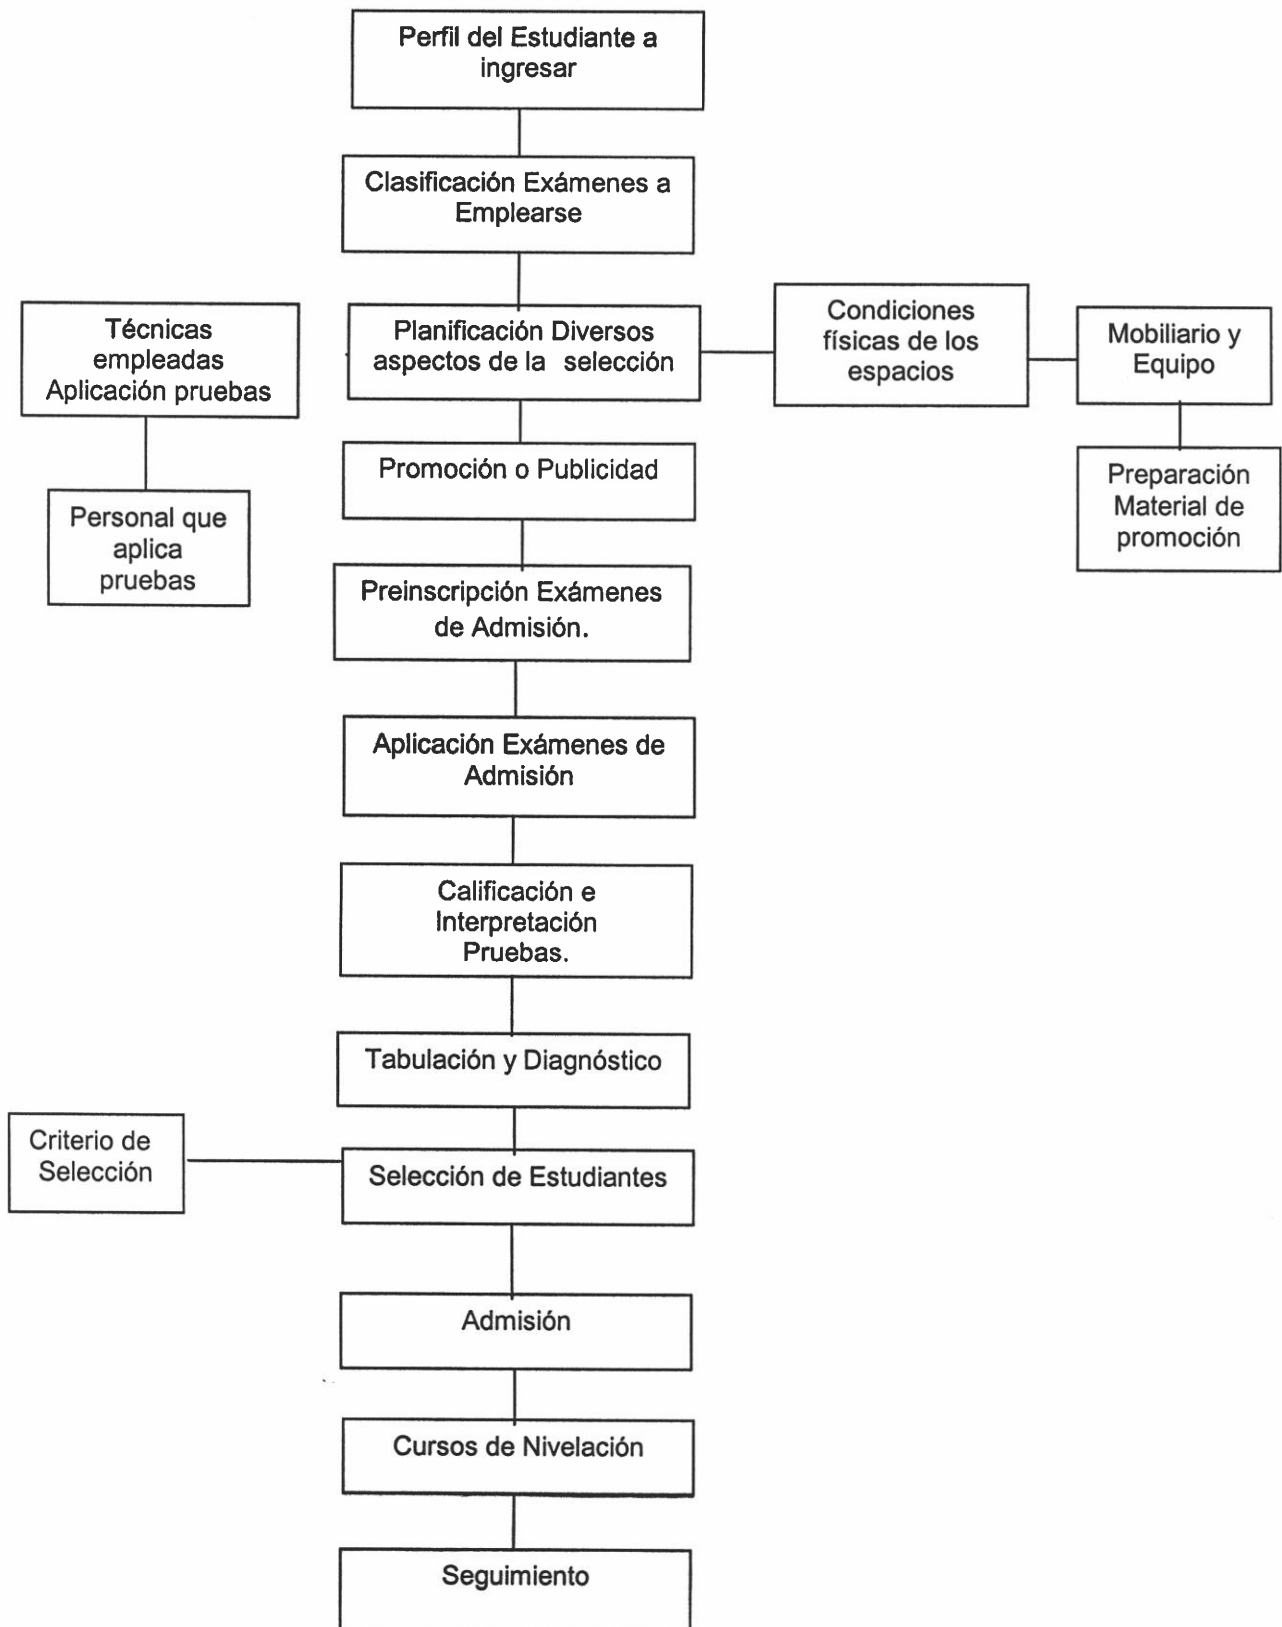 Perfil del Estudiante a
ingresar
Clasificación Exámenes a
Emplearse
Técnicas
empleadas
Aplicación pruebas
Planificación Diversos
aspectos de la selección
Condiciones
físicas de los
espacios
Mobiliario y
Equipo
Promoción o Publicidad
Preparación
Material de
promoción
Personal que
aplica
pruebas
Preinscripción Exámenes
de Admisión.
Aplicación Exámenes de
Admisión
Calificación e
Interpretación
Pruebas.
Tabulación y Diagnóstico
Criterio de
Selección
Selección de Estudiantes
Admisión
Cursos de Nivelación
Seguimiento